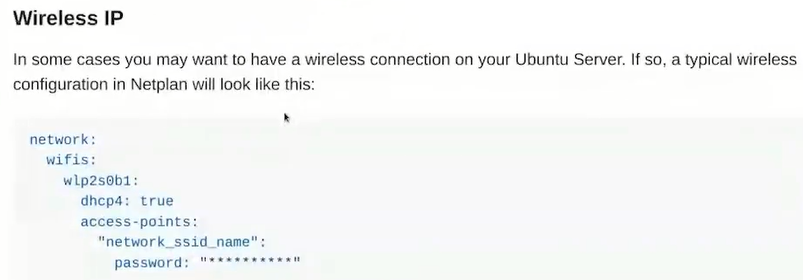 Wireless IP
In some cases you may want to have a wireless connection on your Ubuntu Server. If so, a typical wireless
configuration in Netplan will look like this:
network:
  wifis:
    wlp2s0b1:
      dhcp4: true
      access-points:
        "network_ssid_name":
          password: "**********"